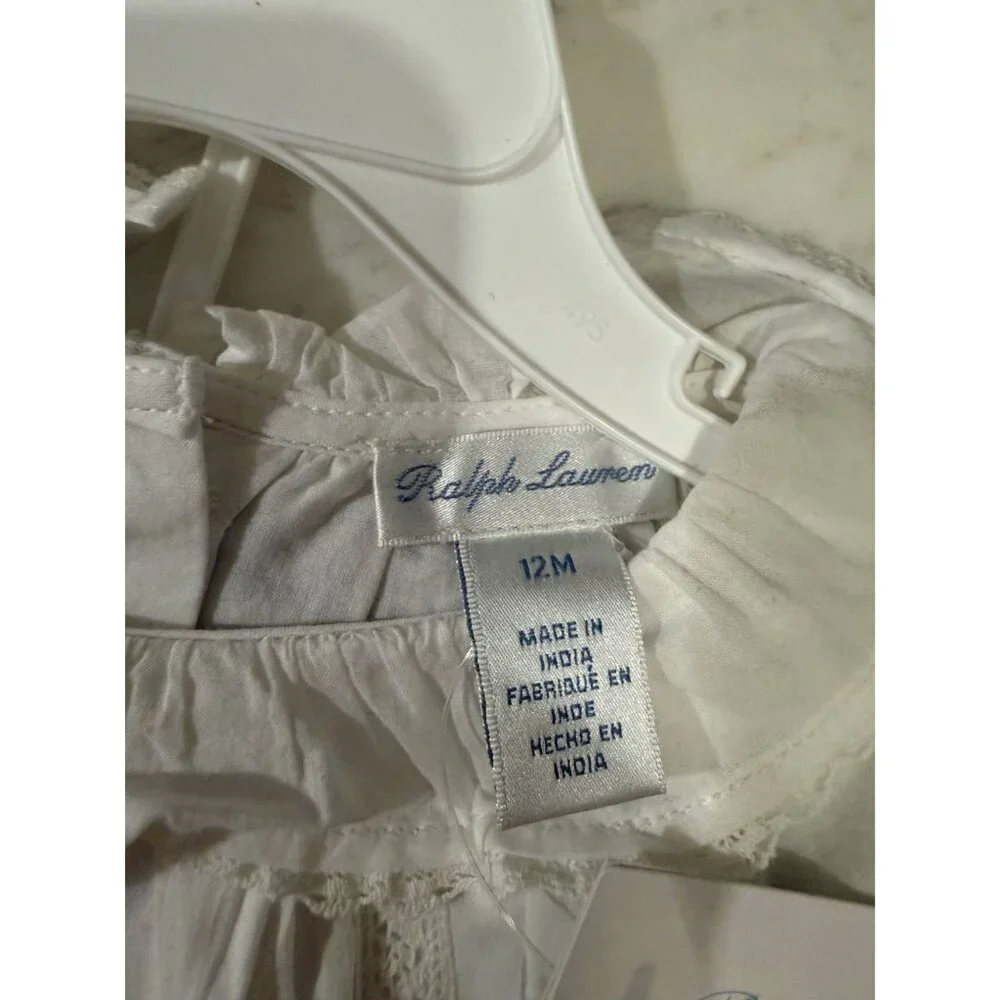 Ralph Lauren
12M
MADE IN
INDIA
FABRIQUÉ EN
INDE
HECHO EN
INDIA